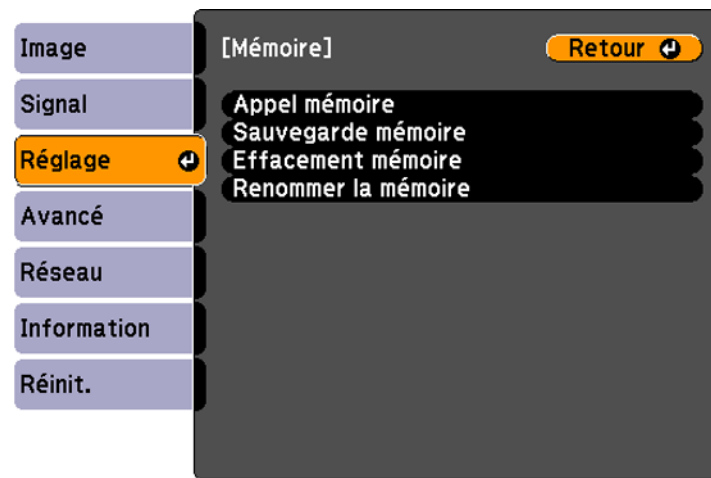 Image
Signal
Réglage
Avancé
Réseau
Information
Réinit.
[Mémoire]
Retour
Appel mémoire
Sauvegarde mémoire
Effacement mémoire
Renommer la mémoire